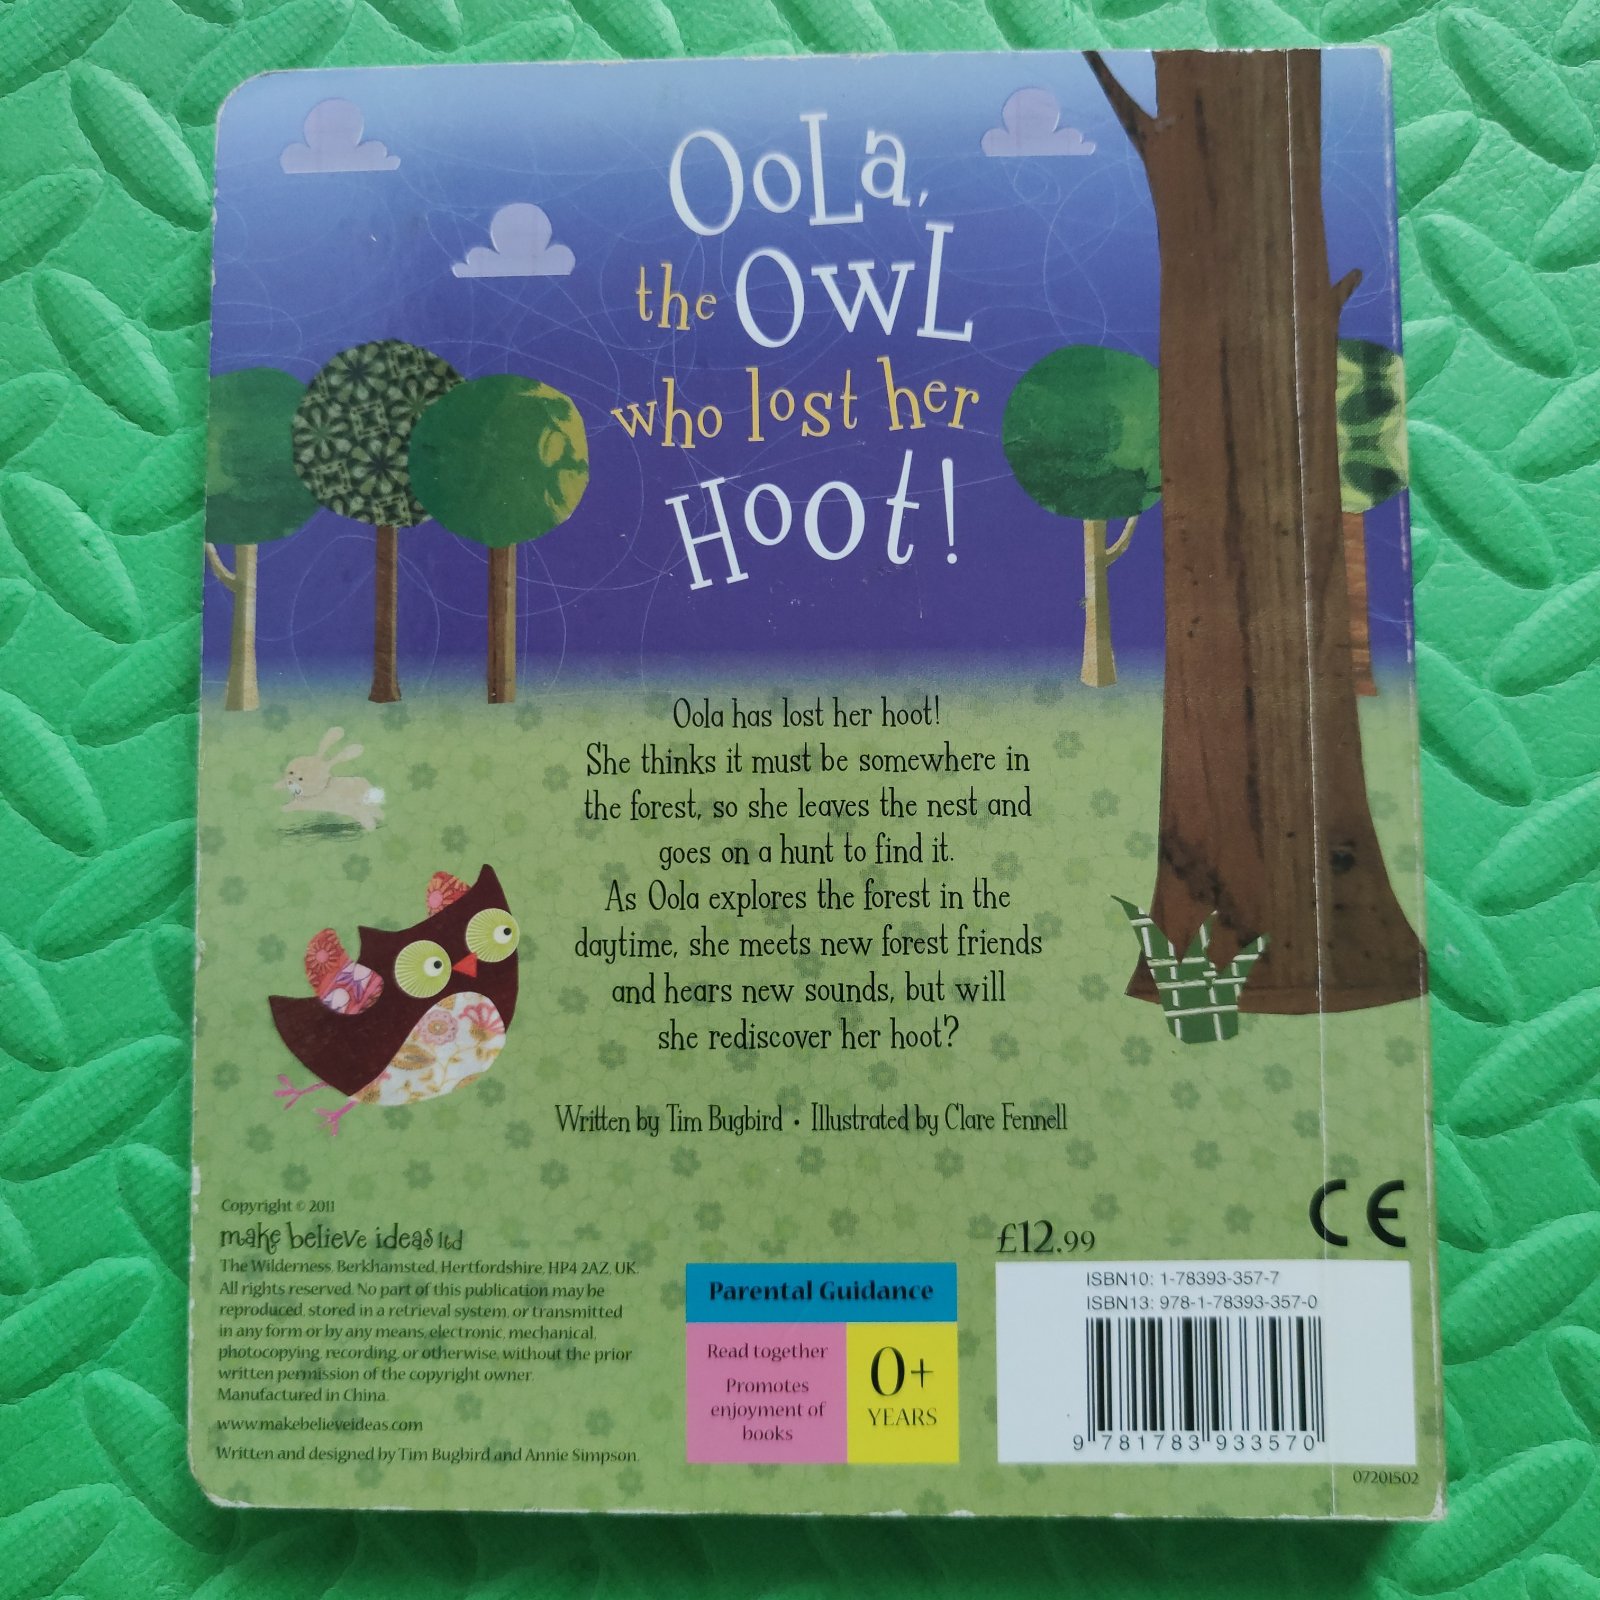 OoLa,
the OwL
who lost her
Hoot!
Oola has lost her hoot!
She thinks it must be somewhere in
the forest, so she leaves the nest and
goes on a hunt to find it.
As Oola explores the forest in the
daytime, she meets new forest friends
and hears new sounds, but will
she rediscover her hoot?
Written by Tim Bugbird • Illustrated by Clare Fennell
Copyright © 2011
make believe ideas ltd
The Wilderness, Berkhamsted, Hertfordshire, HP4 2AZ, UK.
All rights reserved. No part of this publication may be
reproduced, stored in a retrieval system, or transmitted
in any form or by any means, electronic, mechanical,
photocopying, recording, or otherwise, without the prior
written permission of the copyright owner.
Manufactured in China.
www.makebelieveideas.com
Written and designed by Tim Bugbird and Annie Simpson.
Parental Guidance
Read together
Promotes
enjoyment of
books
0+
YEARS
£12.99
CE
ISBN10: 1-78393-357-7
ISBN13: 978-1-78393-357-0
9 781783 933570
07201502